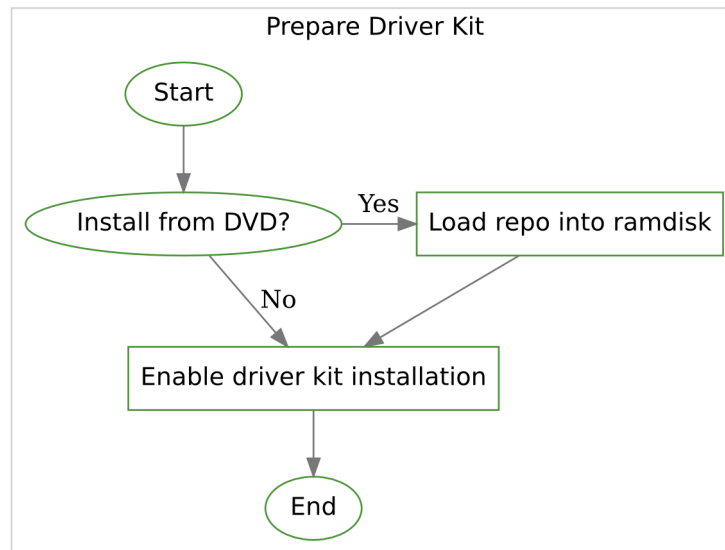 Prepare Driver Kit
Start
Install from DVD?
Yes
Load repo into ramdisk
No
Enable driver kit installation
End